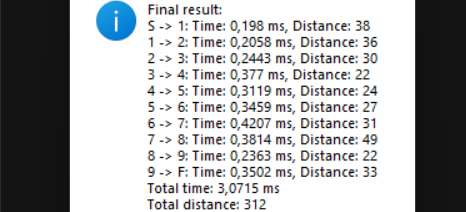 Final result:
S -> 1: Time: 0,198 ms, Distance: 38
1 -> 2: Time: 0,2058 ms, Distance: 36
2 -> 3: Time: 0,2443 ms, Distance: 30
3 -> 4: Time: 0,377 ms, Distance: 22
4 -> 5: Time: 0,3119 ms, Distance: 24
5 -> 6: Time: 0,3459 ms, Distance: 27
6 -> 7: Time: 0,4207 ms, Distance: 31
7 -> 8: Time: 0,3814 ms, Distance: 49
8 -> 9: Time: 0,2363 ms, Distance: 22
9 -> F: Time: 0,3502 ms, Distance: 33
Total time: 3,0715 ms
Total distance: 312